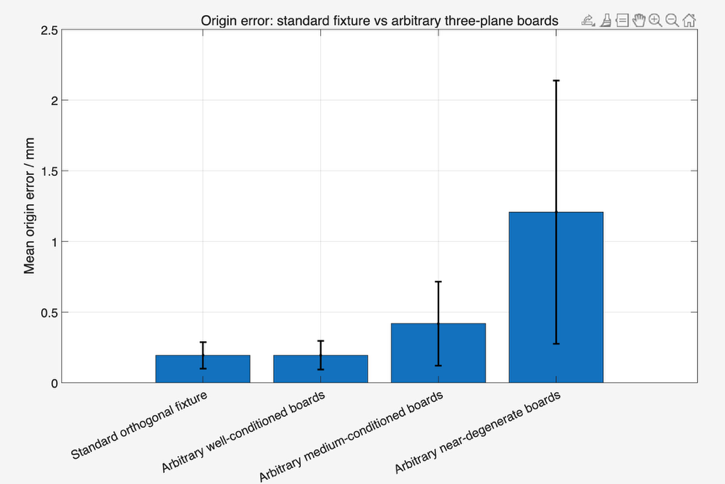 Origin error: standard fixture vs arbitrary three-plane boards
2.5
2
1.5
1
0.5
0
Mean origin error / mm
Standard orthogonal fixture
Arbitrary well-conditioned boards
Arbitrary medium-conditioned boards
Arbitrary near-degenerate boards